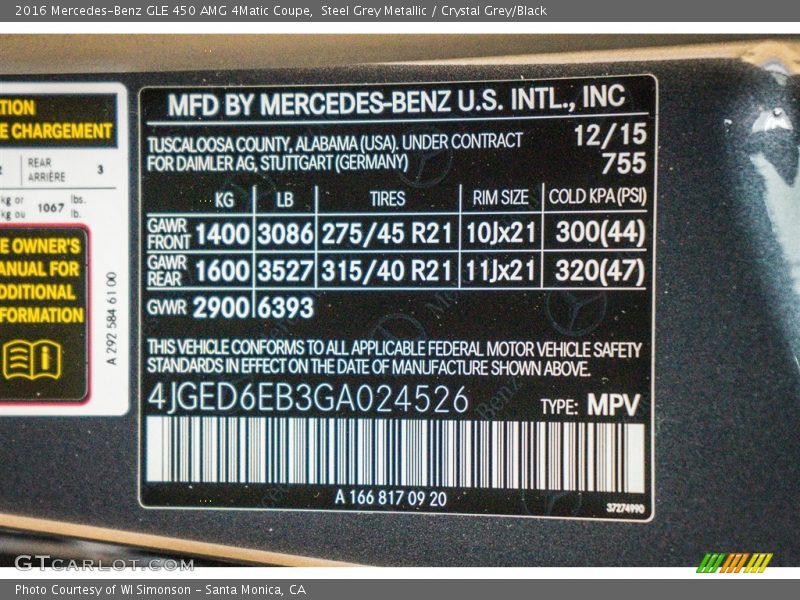 2016 Mercedes-Benz GLE 450 AMG 4Matic Coupe, Steel Grey Metallic / Crystal Grey/Black
TION
E CHARGEMENT
REAR
ARRIÈRE
3
kg or
kg ou
1067
lbs.
lb.
E OWNER'S
ANUAL FOR
DDITIONAL
FORMATION
A 292 584 61 00
MFD BY MERCEDES-BENZ U.S. INTL., INC
TUSCALOOSA COUNTY, ALABAMA (USA). UNDER CONTRACT
FOR DAIMLER AG, STUTTGART (GERMANY)
12/15
755
KG LB TIRES RIM SIZE COLD KPA (PSI)
GAWR FRONT 1400 3086 275/45 R21 10Jx21 300(44)
GAWR REAR 1600 3527 315/40 R21 11Jx21 320(47)
GWR 2900 6393
THIS VEHICLE CONFORMS TO ALL APPLICABLE FEDERAL MOTOR VEHICLE SAFETY
STANDARDS IN EFFECT ON THE DATE OF MANUFACTURE SHOWN ABOVE.
4JGED6EB3GA024526 TYPE: MPV
A 166 817 09 20
37274990
GTCARLOT.COM
Photo Courtesy of WI Simonson - Santa Monica, CA